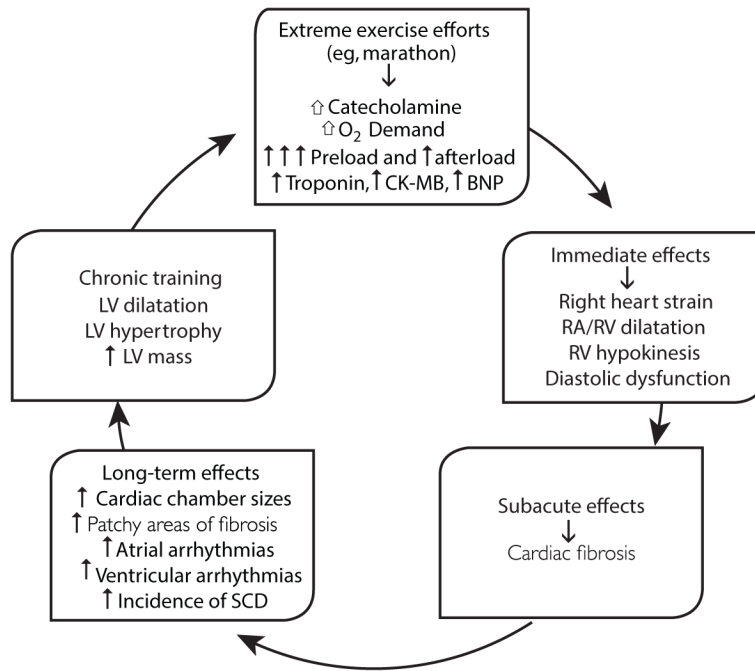 Extreme exercise efforts
(eg, marathon)
↓
⇧ Catecholamine
⇧ O₂ Demand
↑↑↑ Preload and ↑ afterload
↑ Troponin, ↑ CK-MB, ↑ BNP
Immediate effects
↓
Right heart strain
RA/RV dilatation
RV hypokinesis
Diastolic dysfunction
Subacute effects
↓
Cardiac fibrosis
Long-term effects
↑ Cardiac chamber sizes
↑ Patchy areas of fibrosis
↑ Atrial arrhythmias
↑ Ventricular arrhythmias
↑ Incidence of SCD
Chronic training
LV dilatation
LV hypertrophy
↑ LV mass